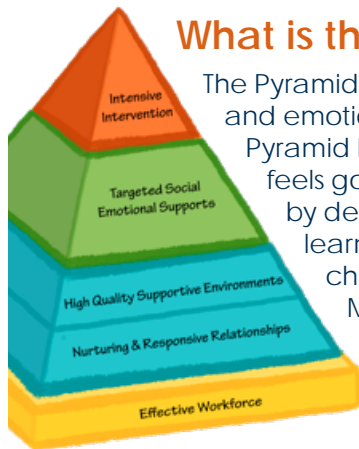 What is th
The Pyramid
and emotio
Pyramid
feels go
by de
learn
ch
M
Intensive
Intervention
Targeted Social
Emotional Supports
High Quality Supportive Environments
Nurturing & Responsive Relationships
Effective Workforce